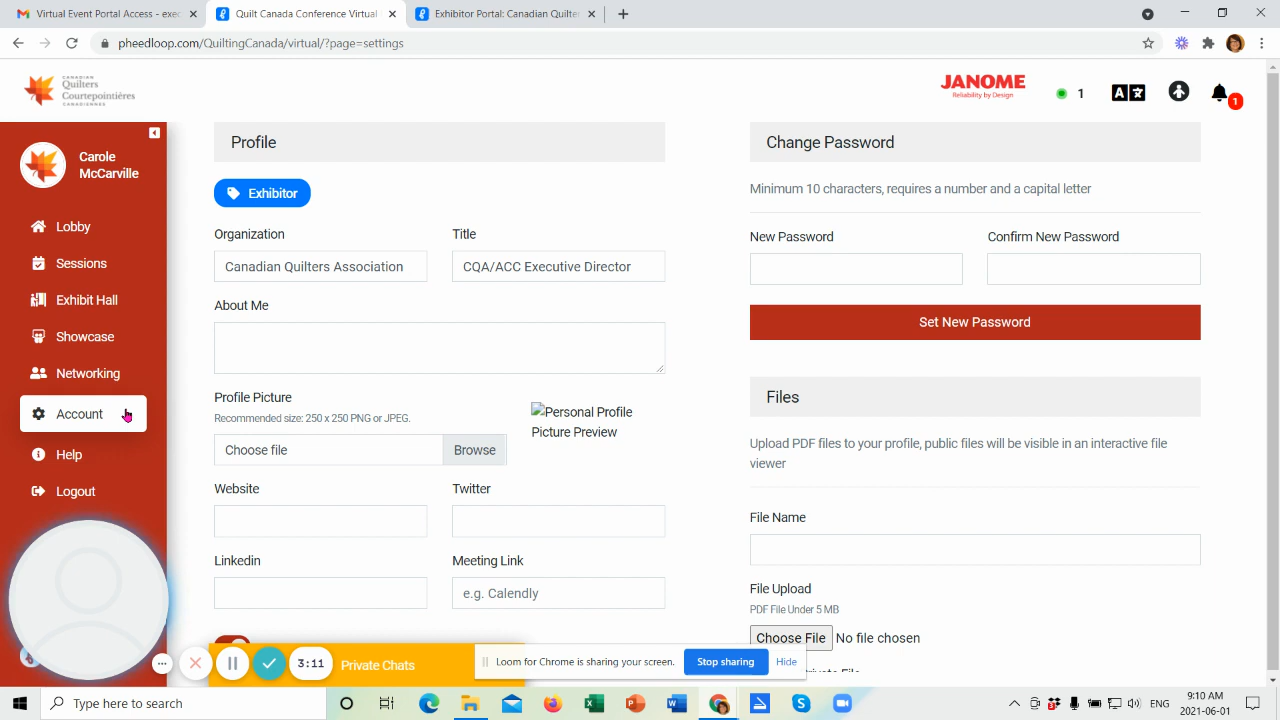 Virtual Event Portal Access - exec
Quilt Canada Conference Virtual
Exhibitor Portal: Canadian Quilter
pheedloop.com/QuiltingCanada/virtual/?page=settings
CANADIAN
Quilters
Courtepointières
CANADIENNES
JANOME
Reliability by Design
1
1
Carole
McCarville
Lobby
Sessions
Exhibit Hall
Showcase
Networking
Account
Help
Logout
Profile
Exhibitor
Organization
Title
Canadian Quilters Association
CQA/ACC Executive Director
About Me
Profile Picture
Recommended size: 250 x 250 PNG or JPEG.
Personal Profile
Picture Preview
Choose file
Browse
Website
Twitter
Linkedin
Meeting Link
e.g. Calendly
Change Password
Minimum 10 characters, requires a number and a capital letter
New Password
Confirm New Password
Set New Password
Files
Upload PDF files to your profile, public files will be visible in an interactive file
viewer
File Name
File Upload
PDF File Under 5 MB
Choose File No file chosen
3:11
Private Chats
Loom for Chrome is sharing your screen.
Stop sharing
Hide
Type here to search
ENG
9:10 AM
2021-06-01